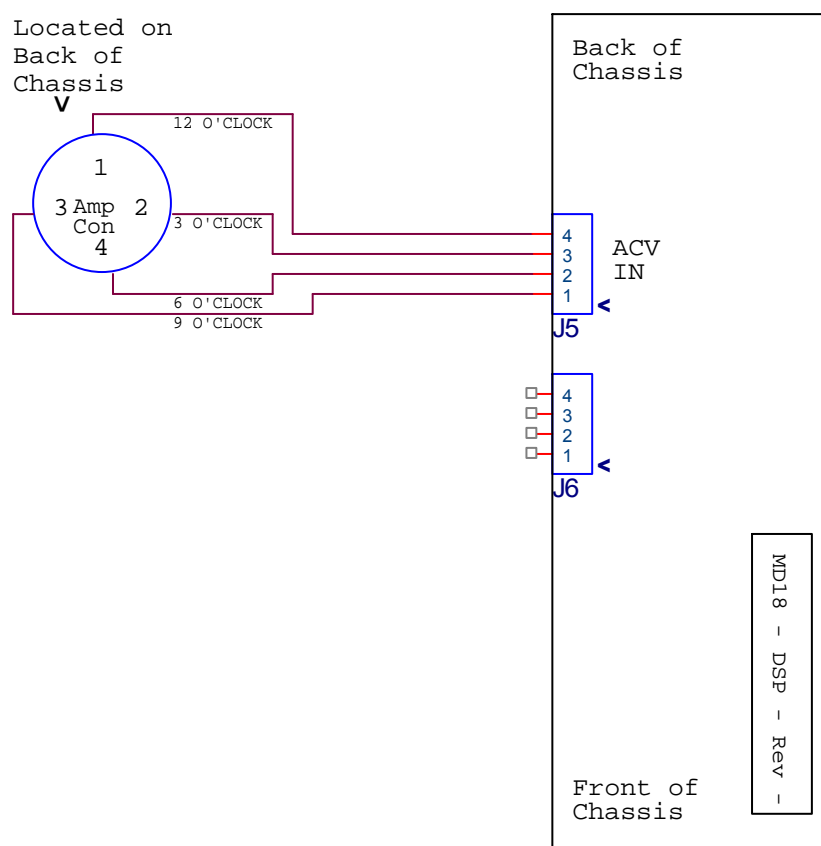 Located on
Back of
Chassis
V
12 O'CLOCK
1
3 Amp 2
Con
4
3 O'CLOCK
6 O'CLOCK
9 O'CLOCK
Back of
Chassis
4
3
2
1
ACV
IN
<
J5
4
3
2
1
<
J6
MD18 - DSP - Rev -
Front of
Chassis